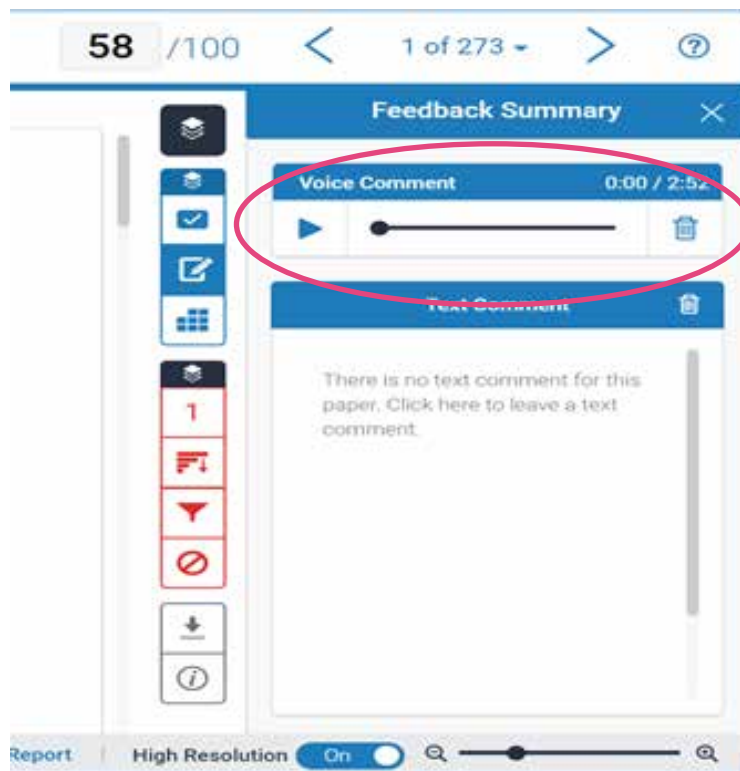 58 /100 1 of 273
Feedback Summary
Voice Comment 0:00 / 2:52
Text Comment
There is no text comment for this
paper. Click here to leave a text
comment.
1
Report High Resolution On